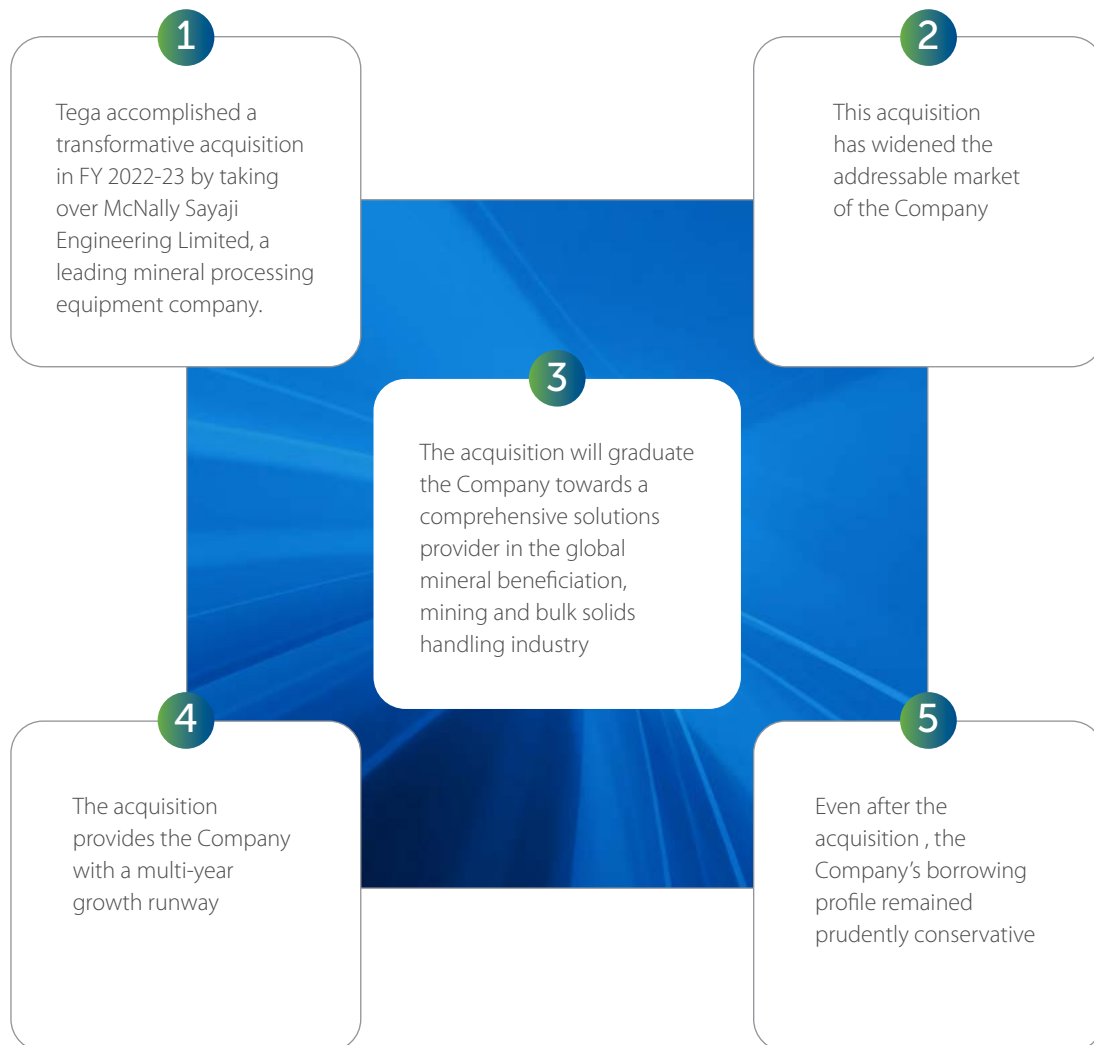 1
Tega accomplished a
transformative acquisition
in FY 2022-23 by taking
over McNally Sayaji
Engineering Limited, a
leading mineral processing
equipment company.
2
This acquisition
has widened the
addressable market
of the Company
3
The acquisition will graduate
the Company towards a
comprehensive solutions
provider in the global
mineral beneficiation,
mining and bulk solids
handling industry
4
The acquisition
provides the Company
with a multi-year
growth runway
5
Even after the
acquisition , the
Company’s borrowing
profile remained
prudently conservative